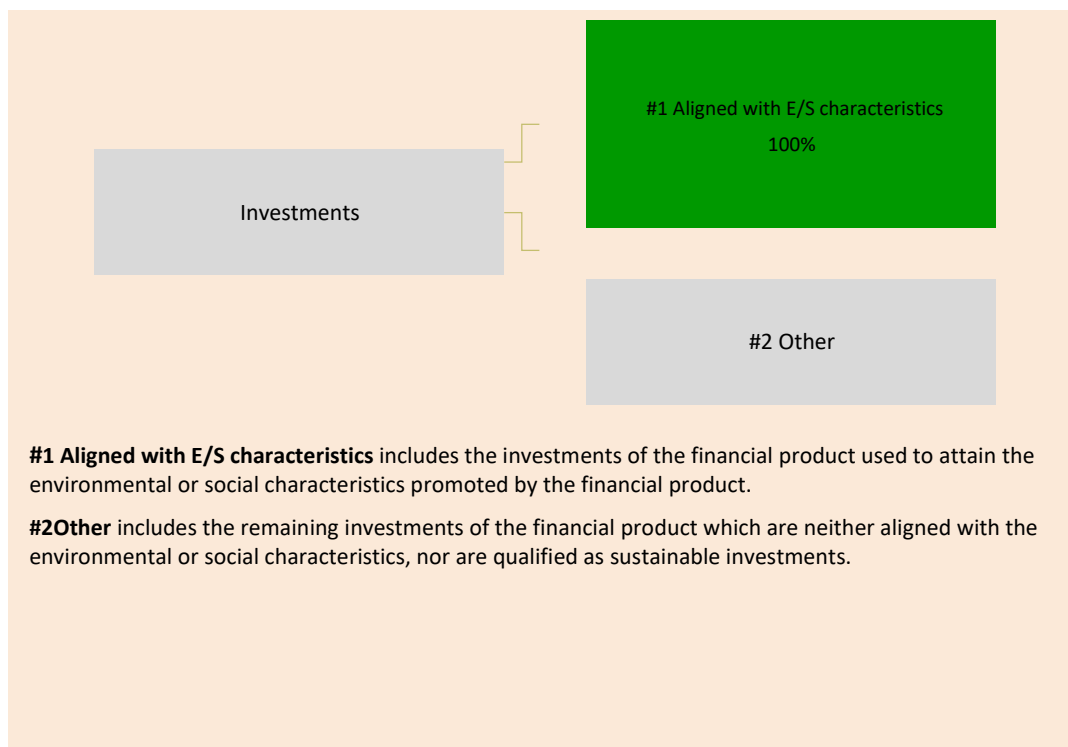 #1 Aligned with E/S characteristics
100%
Investments
#2 Other
#1 Aligned with E/S characteristics includes the investments of the financial product used to attain the
environmental or social characteristics promoted by the financial product.
#2Other includes the remaining investments of the financial product which are neither aligned with the
environmental or social characteristics, nor are qualified as sustainable investments.